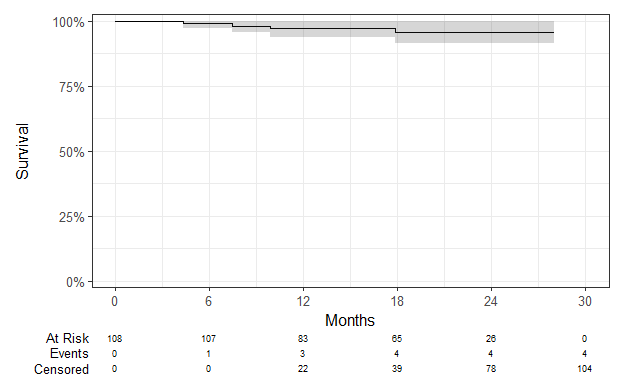 100%
75%
50%
25%
0%
Survival
0 6 12 18 24 30
Months
At Risk 108 107 83 65 26 0
Events 0 1 3 4 4 4
Censored 0 0 22 39 78 104